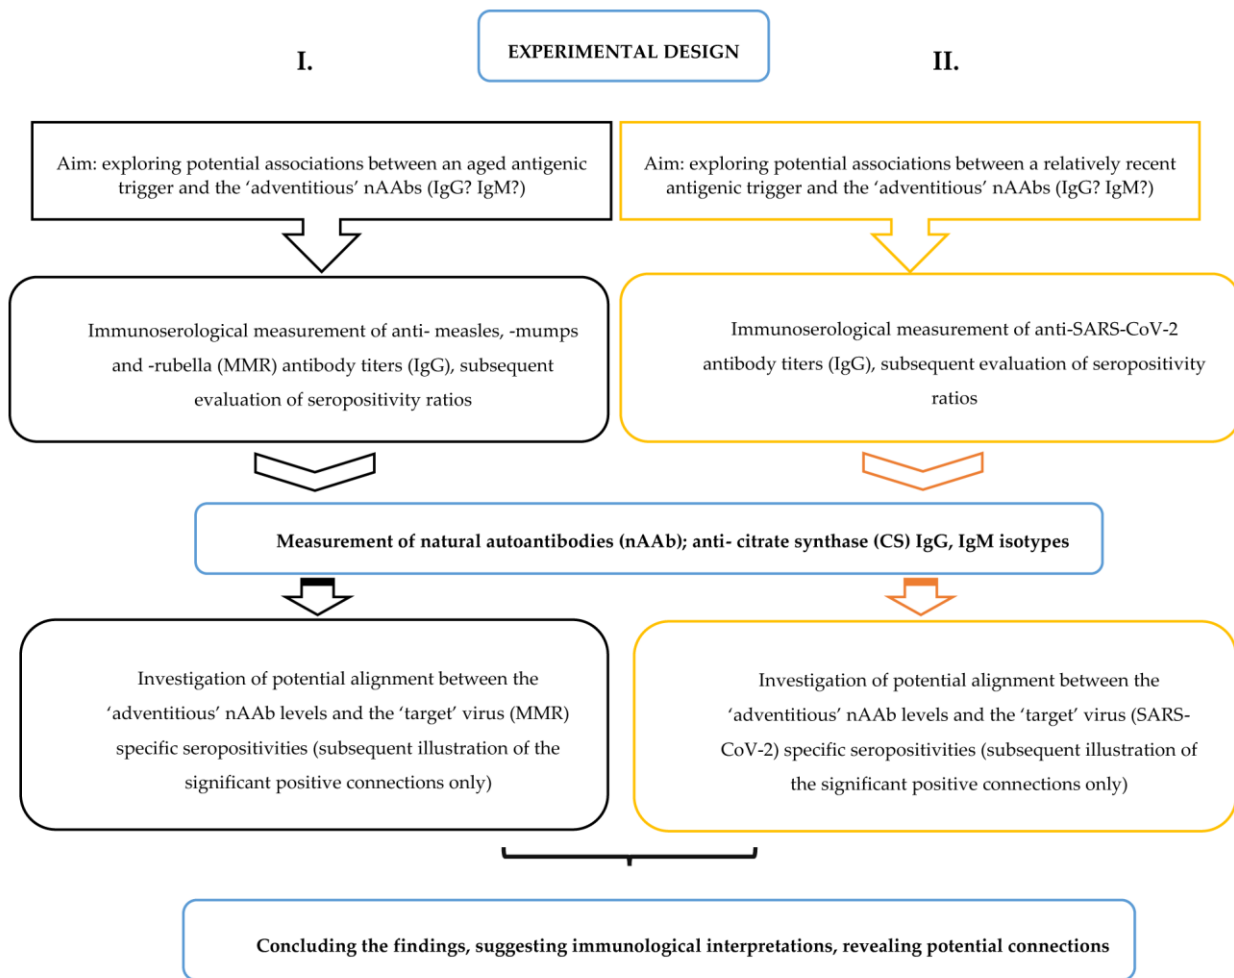 EXPERIMENTAL DESIGN
I.
II.
Aim: exploring potential associations between an aged antigenic
trigger and the ‘adventitious’ nAAbs (IgG? IgM?)
Aim: exploring potential associations between a relatively recent
antigenic trigger and the ‘adventitious’ nAAbs (IgG? IgM?)
Immunoserological measurement of anti- measles, -mumps
and -rubella (MMR) antibody titers (IgG), subsequent
evaluation of seropositivity ratios
Immunoserological measurement of anti-SARS-CoV-2
antibody titers (IgG), subsequent evaluation of seropositivity
ratios
Measurement of natural autoantibodies (nAAb); anti- citrate synthase (CS) IgG, IgM isotypes
Investigation of potential alignment between the
‘adventitious’ nAAb levels and the ‘target’ virus (MMR)
specific seropositivities (subsequent illustration of the
significant positive connections only)
Investigation of potential alignment between the
‘adventitious’ nAAb levels and the ‘target’ virus (SARS-
CoV-2) specific seropositivities (subsequent illustration of
the significant positive connections only)
Concluding the findings, suggesting immunological interpretations, revealing potential connections